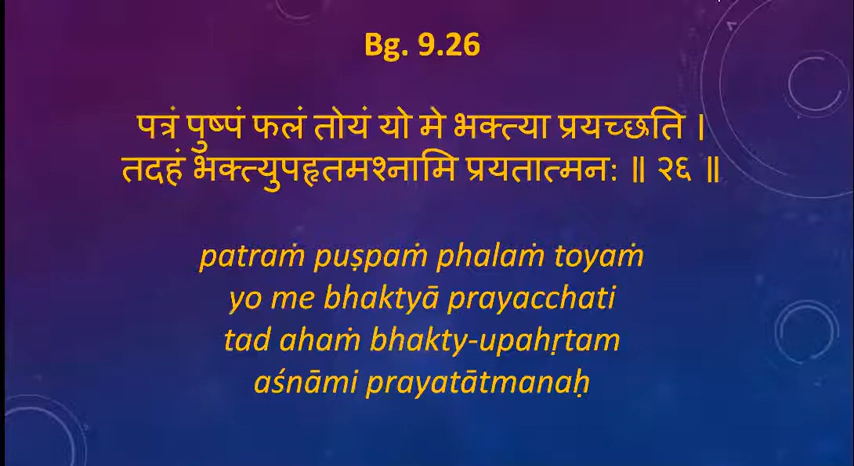 Bg. 9.26
पत्रं पुष्पं फलं तोयं यो मे भक्त्या प्रयच्छति ।
तदहं भक्त्युपहृतमश्नामि प्रयतात्मनः ॥ २६ ॥
patraṁ puṣpaṁ phalaṁ toyaṁ
yo me bhaktyā prayacchati
tad ahaṁ bhakty-upahṛtam
aśnāmi prayatātmanaḥ